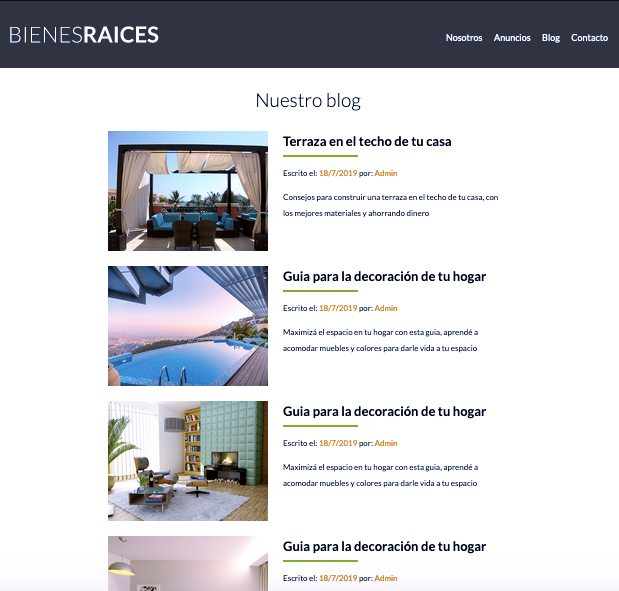 BIENESRAICES
Nosotros Anuncios Blog Contacto
Nuestro blog
Terraza en el techo de tu casa
Escrito el: 18/7/2019 por: Admin
Consejos para construir una terraza en el techo de tu casa, con
los mejores materiales y ahorrando dinero
Guia para la decoración de tu hogar
Escrito el: 18/7/2019 por: Admin
Maximizá el espacio en tu hogar con esta guia, aprendé a
acomodar muebles y colores para darle vida a tu espacio
Guia para la decoración de tu hogar
Escrito el: 18/7/2019 por: Admin
Maximizá el espacio en tu hogar con esta guia, aprendé a
acomodar muebles y colores para darle vida a tu espacio
Guia para la decoración de tu hogar
Escrito el: 18/7/2019 por: Admin